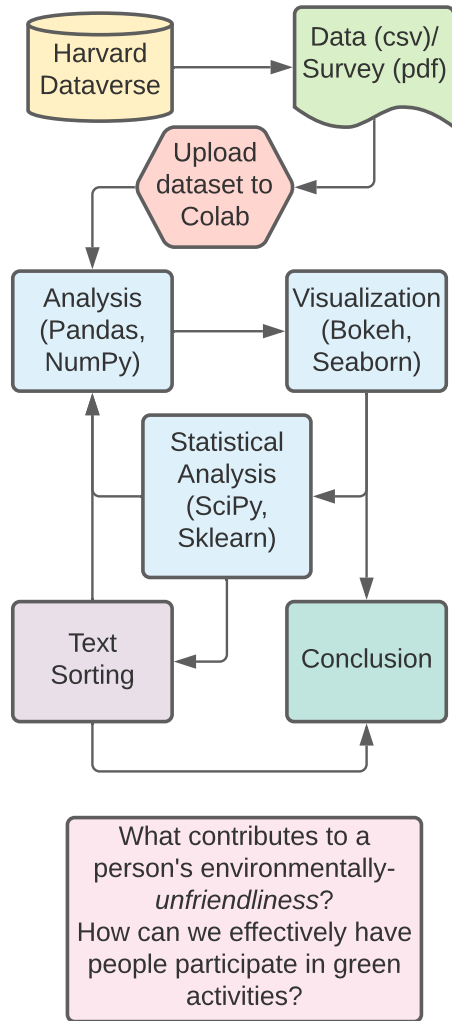 Harvard
Dataverse
Data (csv)/
Survey (pdf)
Upload
dataset to
Colab
Analysis
(Pandas,
NumPy)
Visualization
(Bokeh,
Seaborn)
Statistical
Analysis
(SciPy,
Sklearn)
Text
Sorting
Conclusion
What contributes to a
person's environmentally-
unfriendliness?
How can we effectively have
people participate in green
activities?